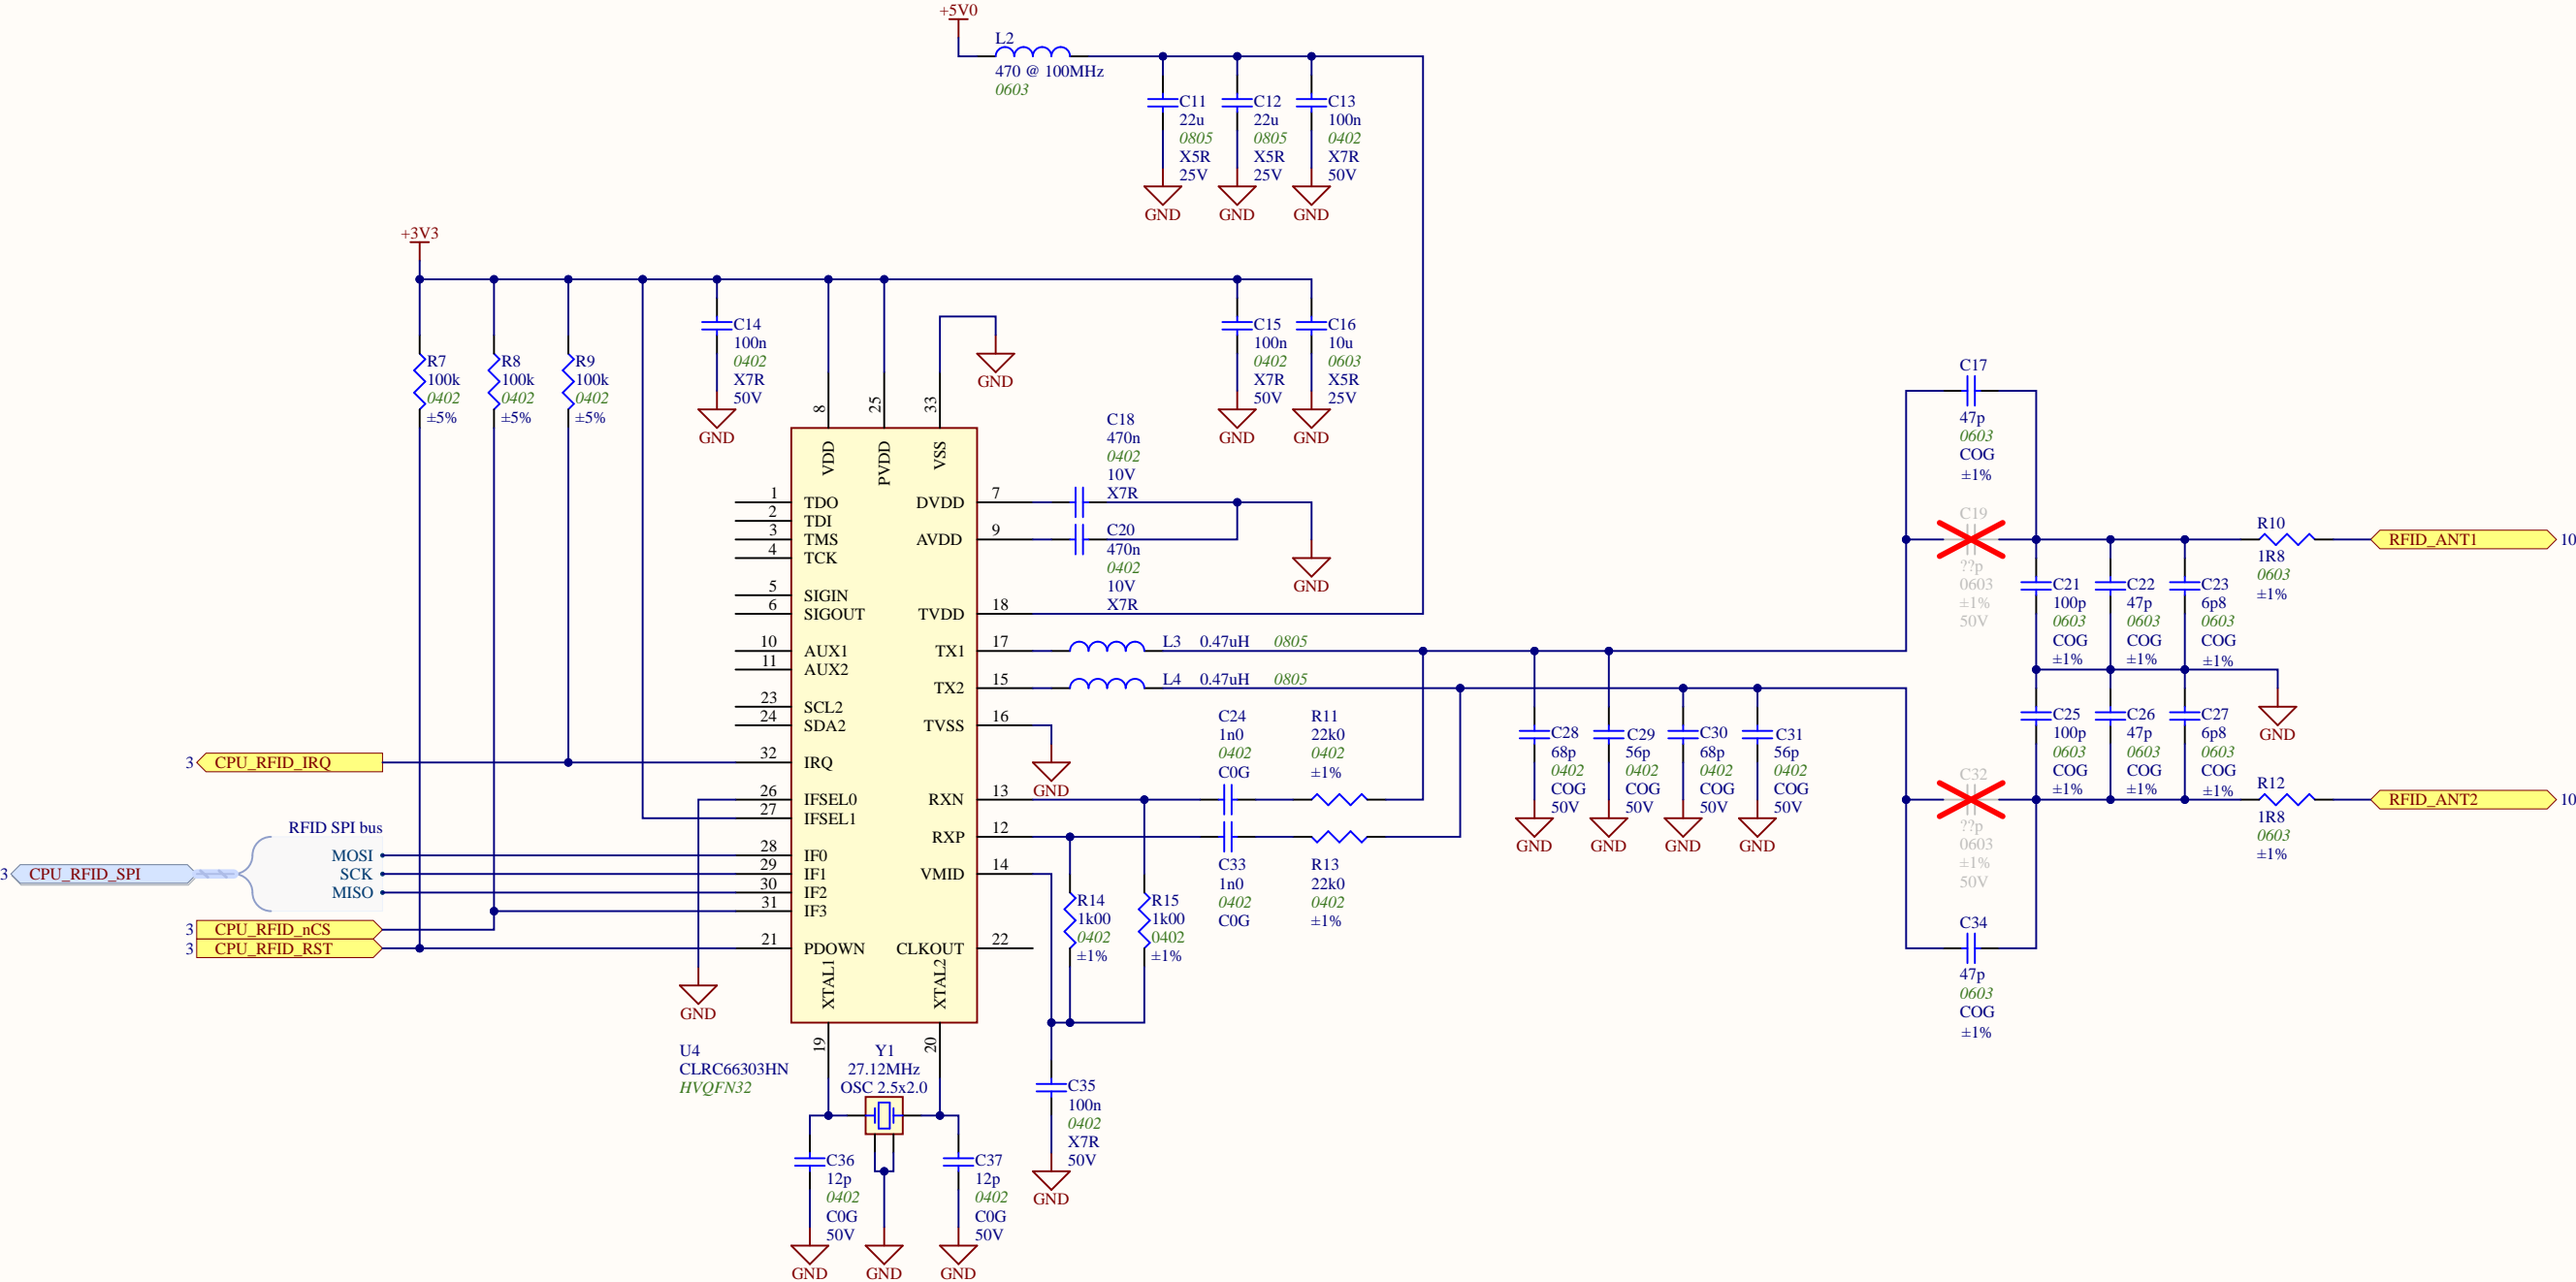 +5V0
L2
470 @ 100MHz
0603
C11
22u
0805
X5R
25V
GND
C12
22u
0805
X5R
25V
GND
C13
100n
0402
X7R
50V
GND
+3V3
R7
100k
0402
±5%
R8
100k
0402
±5%
R9
100k
0402
±5%
C14
100n
0402
X7R
50V
GND
GND
C15
100n
0402
X7R
50V
GND
C16
10u
0603
X5R
25V
GND
8
25
33
VDD
PVDD
VSS
1 TDO
2 TDI
3 TMS
4 TCK
5 SIGIN
6 SIGOUT
10 AUX1
11 AUX2
23 SCL2
24 SDA2
32 IRQ
26 IFSEL0
27 IFSEL1
28 IF0
29 IF1
30 IF2
31 IF3
21 PDOWN
DVDD 7
AVDD 9
TVDD 18
TX1 17
TX2 15
TVSS 16
RXN 13
RXP 12
VMID 14
CLKOUT 22
XTAL1
XTAL2
19
20
C18
470n
0402
10V
X7R
C20
470n
0402
10V
X7R
GND
L3 0.47uH 0805
L4 0.47uH 0805
GND
C24
1n0
0402
C0G
R11
22k0
0402
±1%
C33
1n0
0402
C0G
R13
22k0
0402
±1%
R14
1k00
0402
±1%
R15
1k00
0402
±1%
C28
68p
0402
COG
50V
GND
C29
56p
0402
COG
50V
GND
C30
68p
0402
COG
50V
GND
C31
56p
0402
COG
50V
GND
C17
47p
0603
COG
±1%
C19
??p
0603
±1%
50V
C21
100p
0603
COG
±1%
C22
47p
0603
COG
±1%
C23
6p8
0603
COG
±1%
R10
1R8
0603
±1%
RFID_ANT1 10
C25
100p
0603
COG
±1%
C26
47p
0603
COG
±1%
C27
6p8
0603
COG
±1%
GND
R12
1R8
0603
±1%
RFID_ANT2 10
C32
??p
0603
±1%
50V
C34
47p
0603
COG
±1%
3 CPU_RFID_IRQ
RFID SPI bus
MOSI
SCK
MISO
3 CPU_RFID_SPI
3 CPU_RFID_nCS
3 CPU_RFID_RST
GND
U4
CLRC66303HN
HVQFN32
Y1
27.12MHz
OSC 2.5x2.0
C35
100n
0402
X7R
50V
GND
C36
12p
0402
C0G
50V
GND
GND
C37
12p
0402
C0G
50V
GND